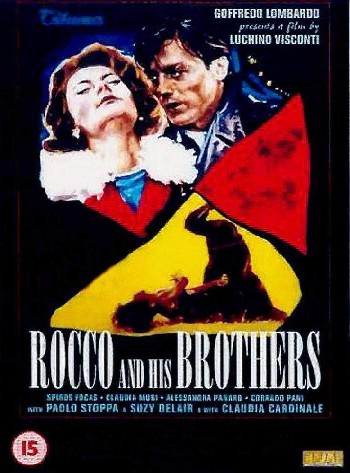 GOFFREDO LOMBARDO
presents a film by
LUCHINO VISCONTI
ROCCO AND HIS BROTHERS
SPIROS FOCAS • CLAUDIA MORI • ALESSANDRA PANARO • CORRADO PANI
WITH PAOLO STOPPA & SUZY DELAIR & WITH CLAUDIA CARDINALE
15